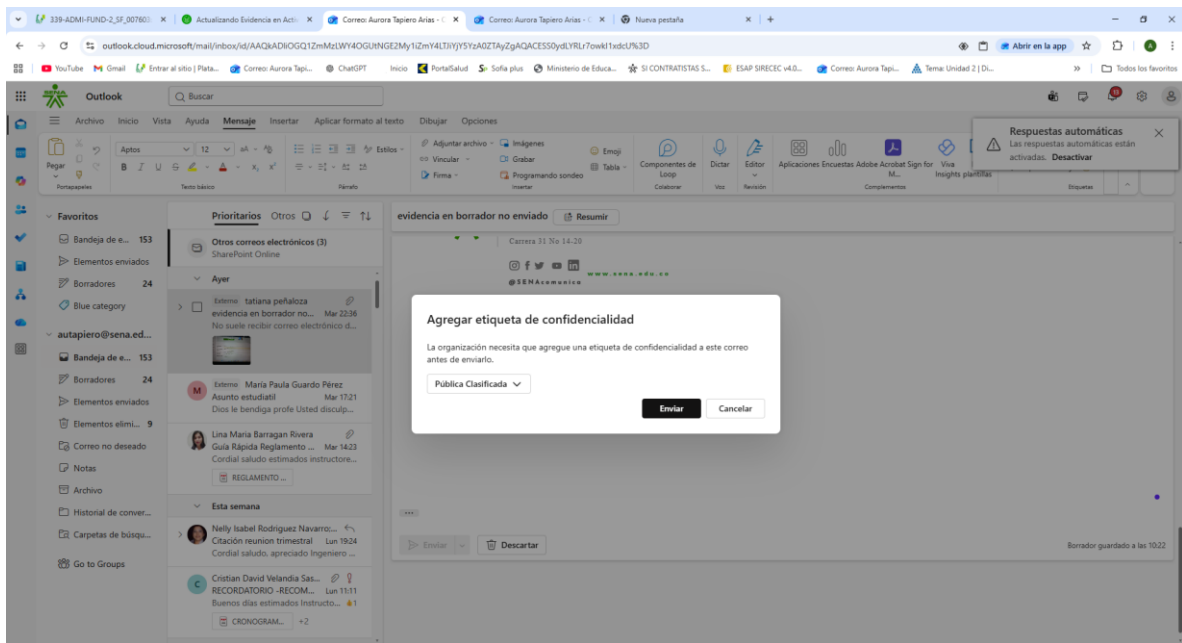 339-ADMI-FUND-2_SF_007602
Actualizando Evidencia en Activ
Correo: Aurora Tapiero Arias - C
Correo: Aurora Tapiero Arias - C
Nueva pestaña
Abrir en la app
YouTube
Gmail
Entrar al sitio | Plata...
Correo: Aurora Tapi...
ChatGPT
Inicio
PortalSalud
Sofia plus
Ministerio de Educa...
SI CONTRATISTAS S...
ESAP SIRECEC v4.0...
Correo: Aurora Tapi...
Tema: Unidad 2 | Di...
Todos los favoritos
SENA
Outlook
Buscar
Archivo Inicio Vista Ayuda Mensaje Insertar Aplicar formato al texto Dibujar Opciones
Pegar
Portapapeles
Aptos
12
Texto básico
Párrafo
Estilos
Adjuntar archivo
Vincular
Firma
Imágenes
Grabar
Programando sondeo
Emoji
Tabla
Insertar
Componentes de Loop
Colaborar
Dictar
Voz
Editor
Revisión
Aplicaciones
Encuestas
Adobe Acrobat Sign for M...
Viva Insights
plantillas
Complementos
Etiquetas
Respuestas automáticas
Las respuestas automáticas están
activadas. Desactivar
Favoritos
Bandeja de e... 153
Elementos enviados
Borradores 24
Blue category
autapiero@sena.ed...
Bandeja de e... 153
Borradores 24
Elementos enviados
Elementos elimi... 9
Correo no deseado
Notas
Archivo
Historial de conver...
Carpetas de búsqu...
Go to Groups
Prioritarios Otros
Otros correos electrónicos (3)
SharePoint Online
Ayer
Externo tatiana peñaloza
evidencia en borrador no... Mar 22:36
No suele recibir correo electrónico d...
M
Externo María Paula Guardo Pérez
Asunto estudiatil Mar 17:21
Dios le bendiga profe Usted disculp...
Lina Maria Barragan Rivera
Guía Rápida Reglamento ... Mar 14:23
Cordial saludo estimados instructore...
REGLAMENTO ...
Esta semana
Nelly Isabel Rodriguez Navarro:...
Citación reunion trimestral Lun 19:24
Cordial saludo, apreciado Ingeniero ...
C
Cristian David Velandia Sas...
RECORDATORIO -RECOM... Lun 11:11
Buenos días estimados Instructo... 1
CRONOGRAM... +2
evidencia en borrador no enviado
Resumir
Carrera 11 No 14-20
@SENAcomunica
www.sena.edu.co
Agregar etiqueta de confidencialidad
La organización necesita que agregue una etiqueta de confidencialidad a este correo
antes de enviarlo.
Pública Clasificada
Enviar
Cancelar
Enviar
Descartar
Borrador guardado a las 10:22